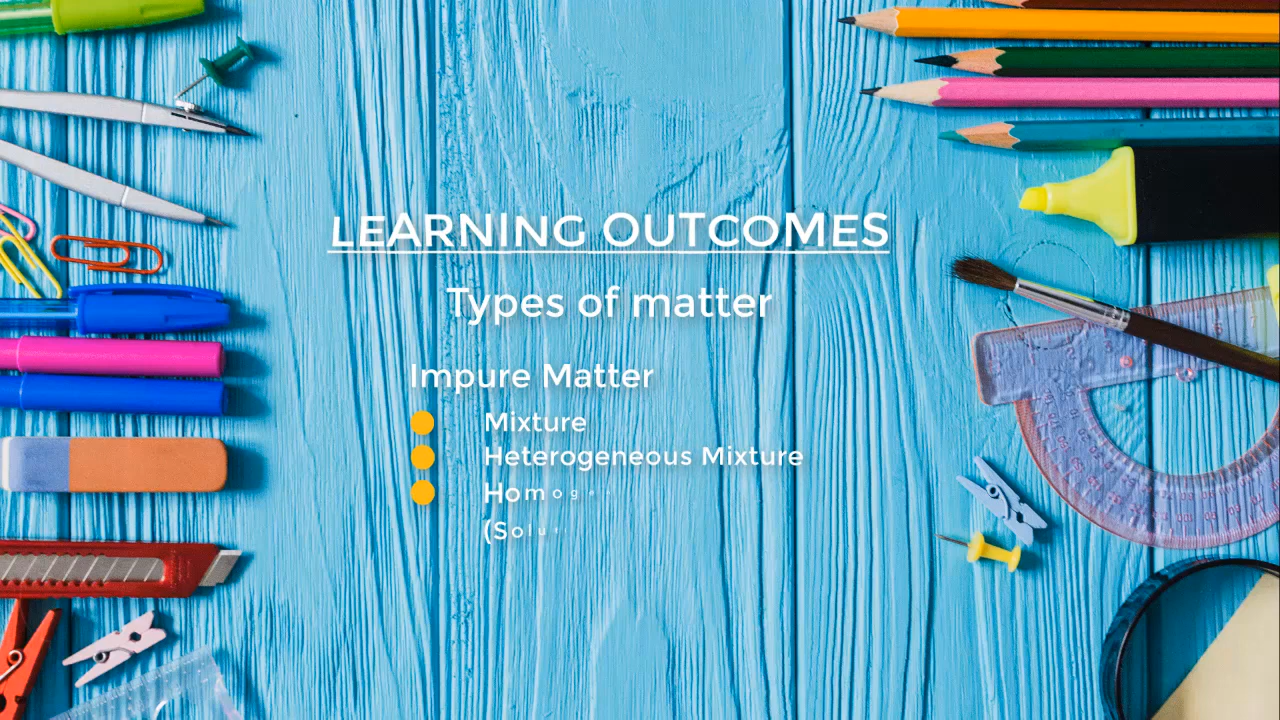 LEARNING OUTCOMES
Types of matter
Impure Matter
Mixture
Heterogeneous Mixture